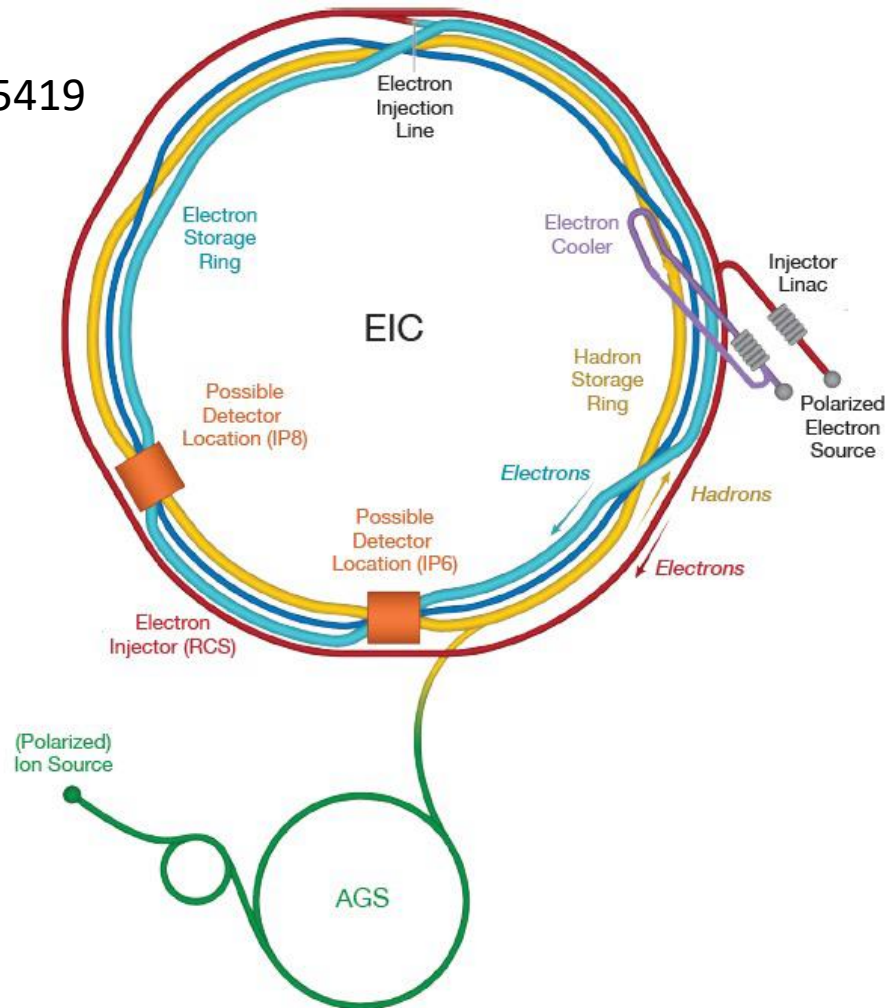 5419
Electron
Injection
Line
Electron
Storage
Ring
Electron
Cooler
Injector
Linac
EIC
Hadron
Storage
Ring
Possible
Detector
Location (IP8)
Polarized
Electron
Source
Electrons
Hadrons
Possible
Detector
Location (IP6)
Electrons
Electron
Injector (RCS)
(Polarized)
Ion Source
AGS